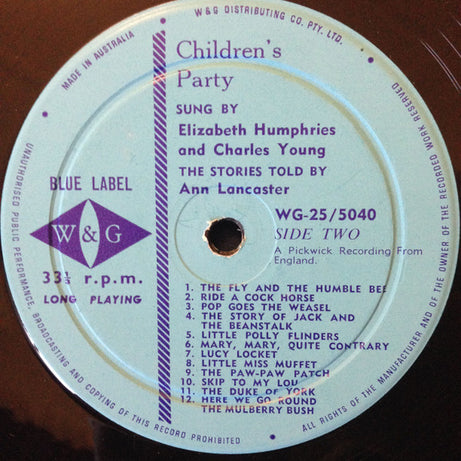 W&G DISTRIBUTING CO. PTY. LTD.
MADE IN AUSTRALIA
Children's
Party
SUNG BY
Elizabeth Humphries
and Charles Young
THE STORIES TOLD BY
Ann Lancaster
BLUE LABEL
W&G
33⅓ r.p.m.
LONG PLAYING
WG-25/5040
SIDE TWO
A Pickwick Recording From
England.
1. THE FLY AND THE HUMBLE BEE
2. RIDE A COCK HORSE
3. POP GOES THE WEASEL
4. THE STORY OF JACK AND
THE BEANSTALK
5. LITTLE POLLY FLINDERS
6. MARY, MARY, QUITE CONTRARY
7. LUCY LOCKET
8. LITTLE MISS MUFFET
9. THE PAW-PAW PATCH
10. SKIP TO MY LOU
11. THE DUKE OF YORK
12. HERE WE GO ROUND
THE MULBERRY BUSH
UNAUTHORISED PUBLIC PERFORMANCE, BROADCASTING AND COPYING OF THIS RECORD PROHIBITED
ALL RIGHTS OF THE MANUFACTURER AND OF THE OWNER OF THE RECORDED WORK RESERVED